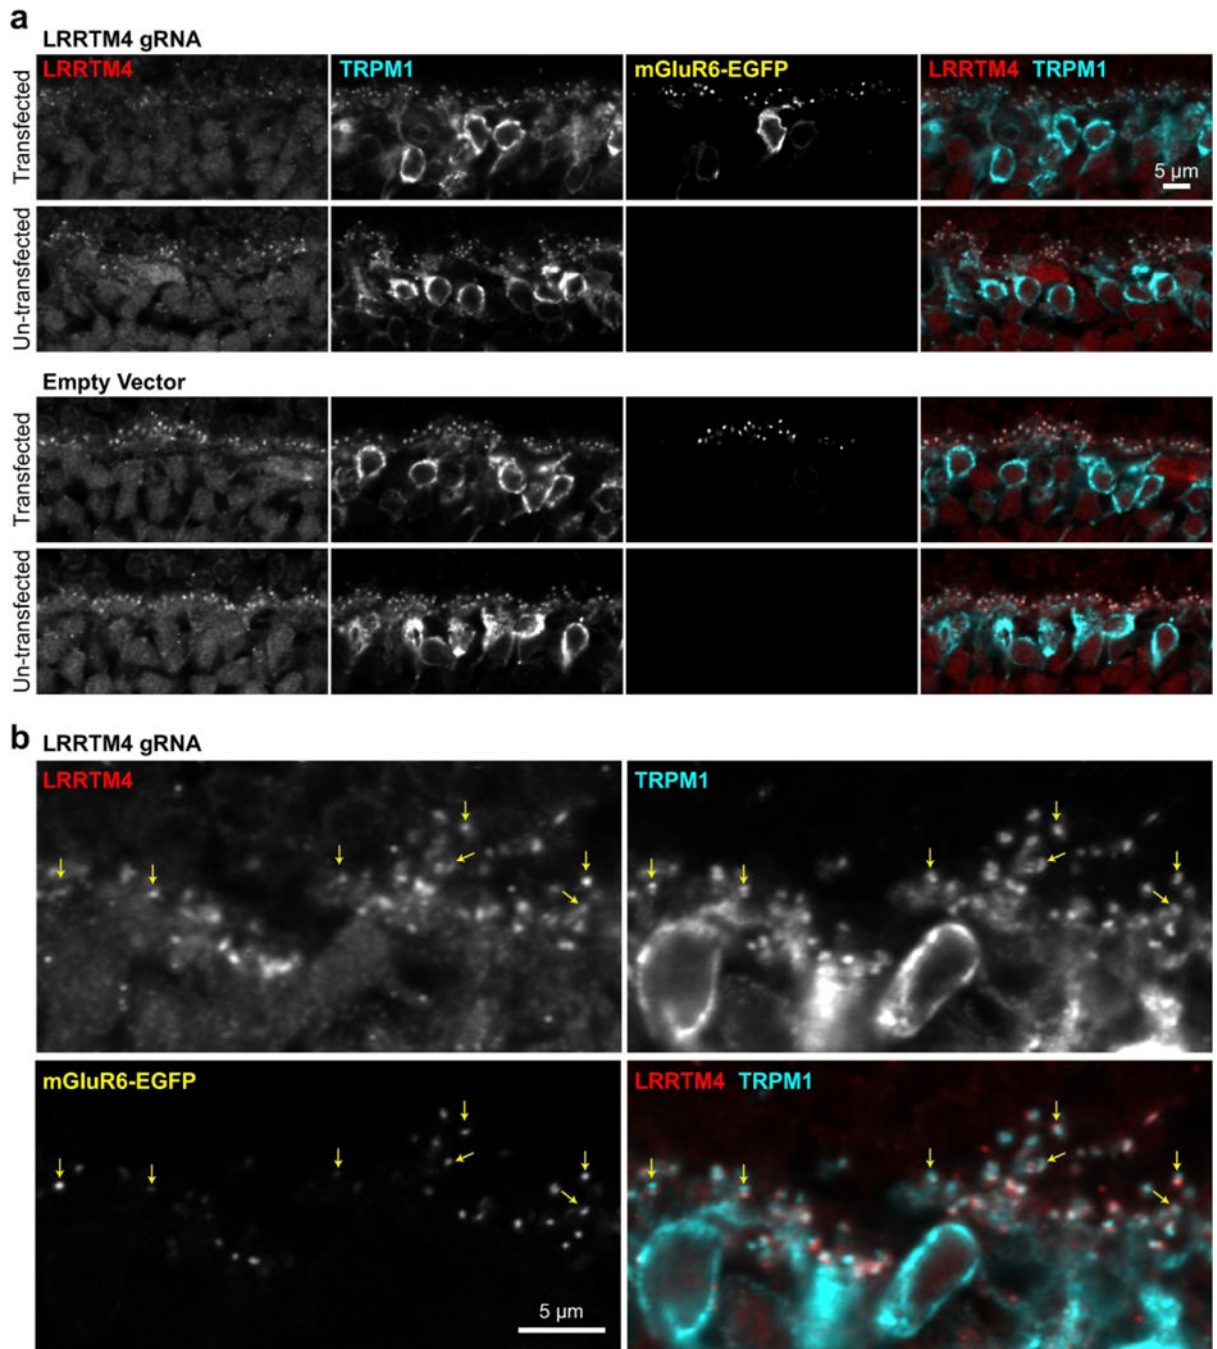 a
LRRTM4 gRNA
Transfected
LRRTM4
TRPM1
mGluR6-EGFP
LRRTM4 TRPM1
5 µm
Un-transfected
Empty Vector
Transfected
Un-transfected
b
LRRTM4 gRNA
LRRTM4
TRPM1
mGluR6-EGFP
5 µm
LRRTM4 TRPM1